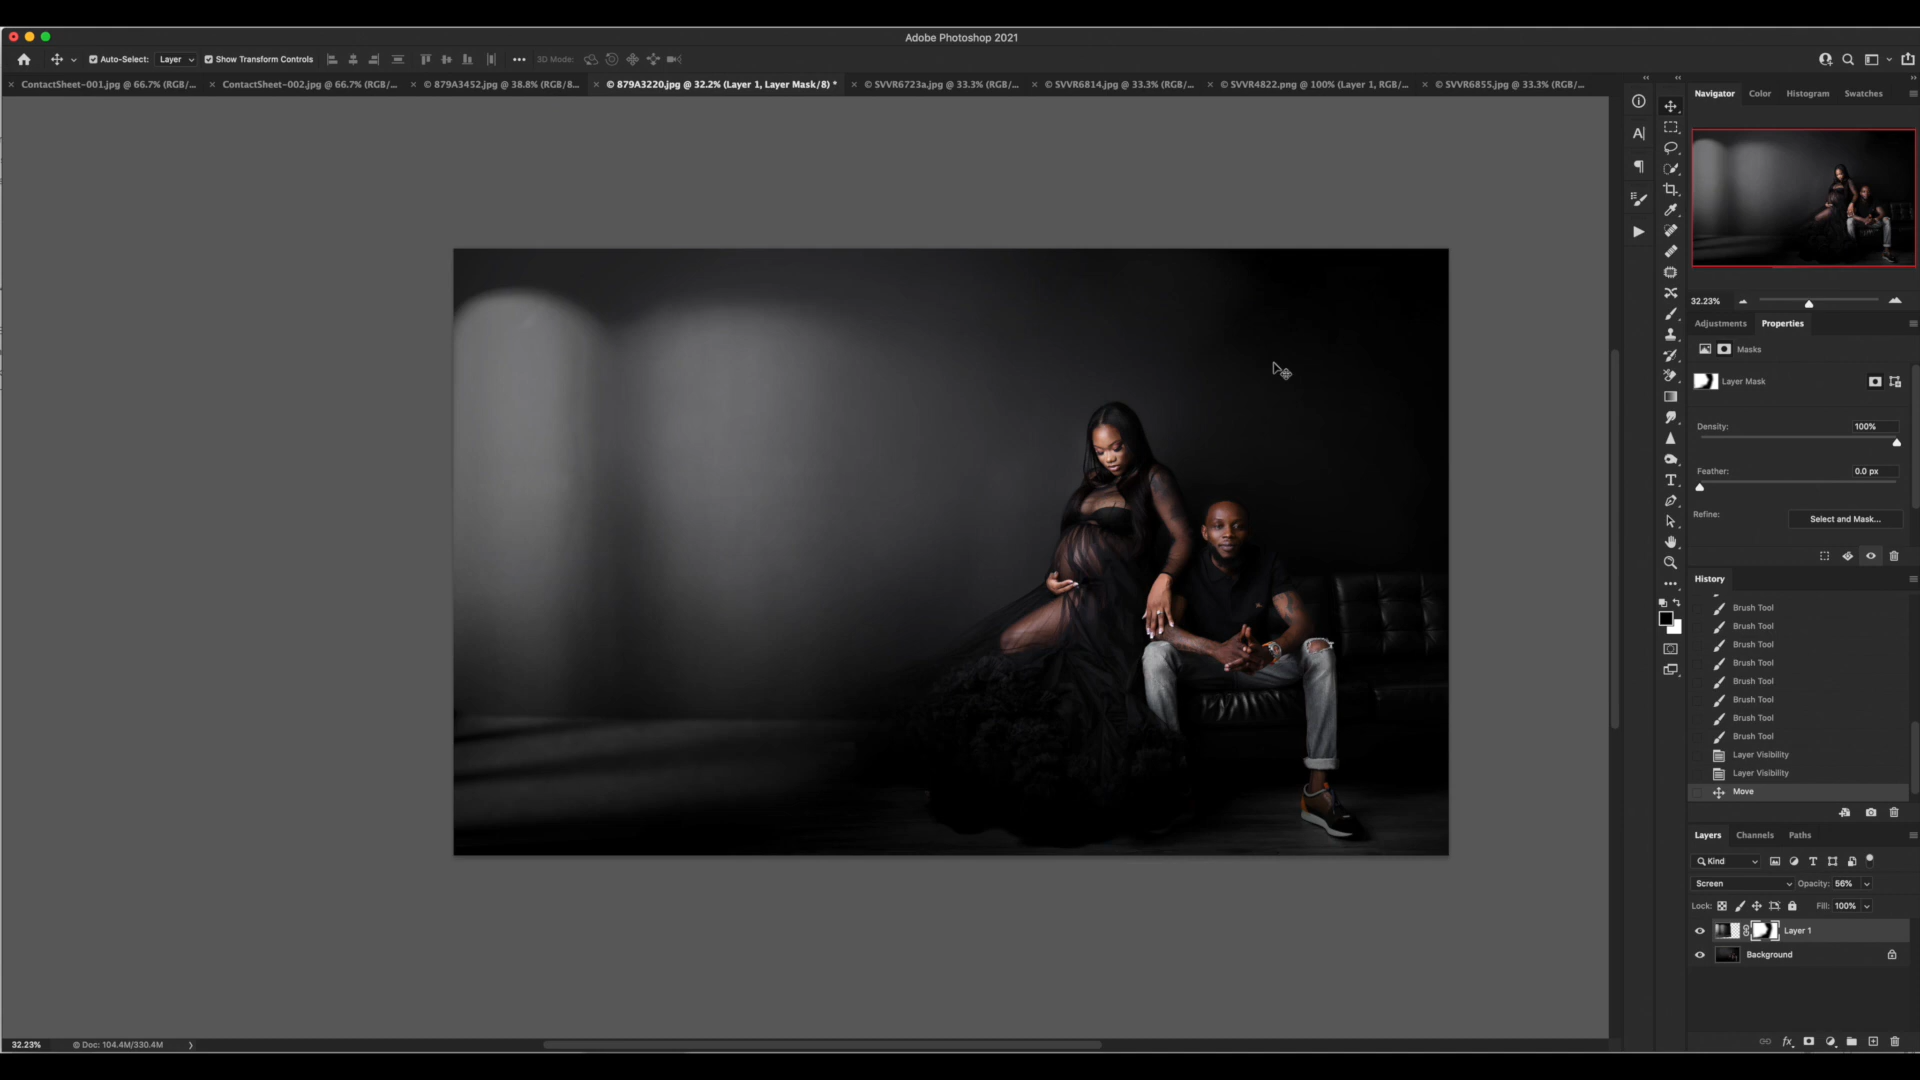 Adobe Photoshop 2021
Auto-Select: Layer Show Transform Controls 3D Mode:
ContactSheet-001.jpg @ 66.7% (RGB/... ContactSheet-002.jpg @ 66.7% (RGB/... © 879A3452.jpg @ 38.8% (RGB/8... © 879A3220.jpg @ 32.2% (Layer 1, Layer Mask/8) * © SVVR6723a.jpg @ 33.3% (RGB/... © SVVR6814.jpg @ 33.3% (RGB/... © SVVR4822.png @ 100% (Layer 1, RGB/... © SVVR6855.jpg @ 33.3% (RGB/...
Navigator Color Histogram Swatches
32.23%
Adjustments Properties
Masks
Layer Mask
Density: 100%
Feather: 0.0 px
Refine: Select and Mask...
History
Brush Tool
Brush Tool
Brush Tool
Brush Tool
Brush Tool
Brush Tool
Brush Tool
Brush Tool
Layer Visibility
Layer Visibility
Move
Layers Channels Paths
Kind
Screen Opacity: 56%
Lock: Fill: 100%
Layer 1
Background
32.23% © Doc: 104.4M/330.4M